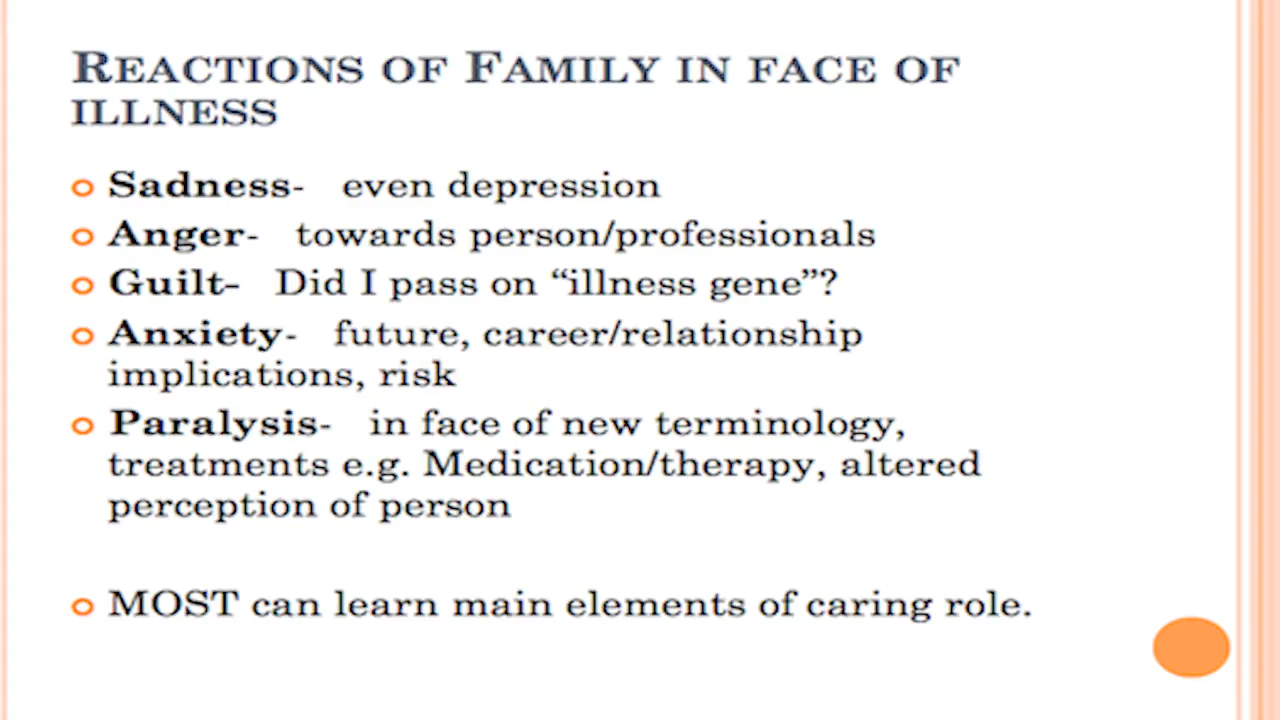 REACTIONS OF FAMILY IN FACE OF
ILLNESS
Sadness- even depression
Anger- towards person/professionals
Guilt- Did I pass on “illness gene”?
Anxiety- future, career/relationship
implications, risk
Paralysis- in face of new terminology,
treatments e.g. Medication/therapy, altered
perception of person
MOST can learn main elements of caring role.